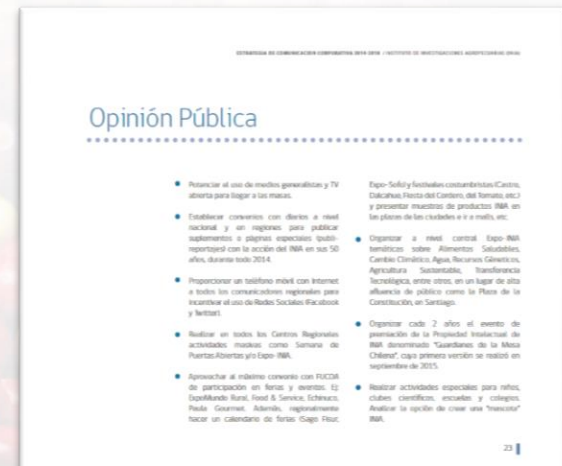 ESTRATEGIA DE COMUNICACIÓN CORPORATIVA 2014-2018 / INSTITUTO DE INVESTIGACIONES AGROPECUARIAS (INIA)
Opinión Pública
Potenciar el uso de medios generalistas y TV
abierta para llegar a las masas.
Establecer convenios con diarios a nivel
nacional y en regiones para publicar
suplementos o páginas especiales (publi-
reportajes) con la acción del INIA en sus 50
años, durante todo 2014.
Proporcionar un teléfono móvil con Internet
a todos los comunicadores regionales para
incentivar el uso de Redes Sociales (Facebook
y Twitter).
Realizar en todos los Centros Regionales
actividades masivas como Semana de
Puertas Abiertas y/o Expo-INIA.
Aprovechar al máximo convenio con FUCOA
de participación en ferias y eventos. Ej:
ExpoMundo Rural, Food & Service, Echinuco,
Paula Gourmet. Además, regionalmente
hacer un calendario de ferias (Sago Fisur,
Expo-Sofo) y festivales costumbristas (Castro,
Dalcahue, Fiesta del Cordero, del Tomate, etc.)
y presentar muestras de productos INIA en
las plazas de las ciudades e ir a malls, etc.
Organizar a nivel central Expo-INIA
temáticas sobre Alimentos Saludables,
Cambio Climático, Agua, Recursos Géneticos,
Agricultura Sustentable, Transferencia
Tecnológica, entre otros, en un lugar de alta
afluencia de público como la Plaza de la
Constitución, en Santiago.
Organizar cada 2 años el evento de
premiación de la Propiedad Intelectual de
INIA denominado "Guardianes de la Mesa
Chilena", cuya primera versión se realizó en
septiembre de 2015.
Realizar actividades especiales para niños,
clubes científicos, escuelas y colegios.
Analizar la opción de crear una "mascota"
INIA.
23